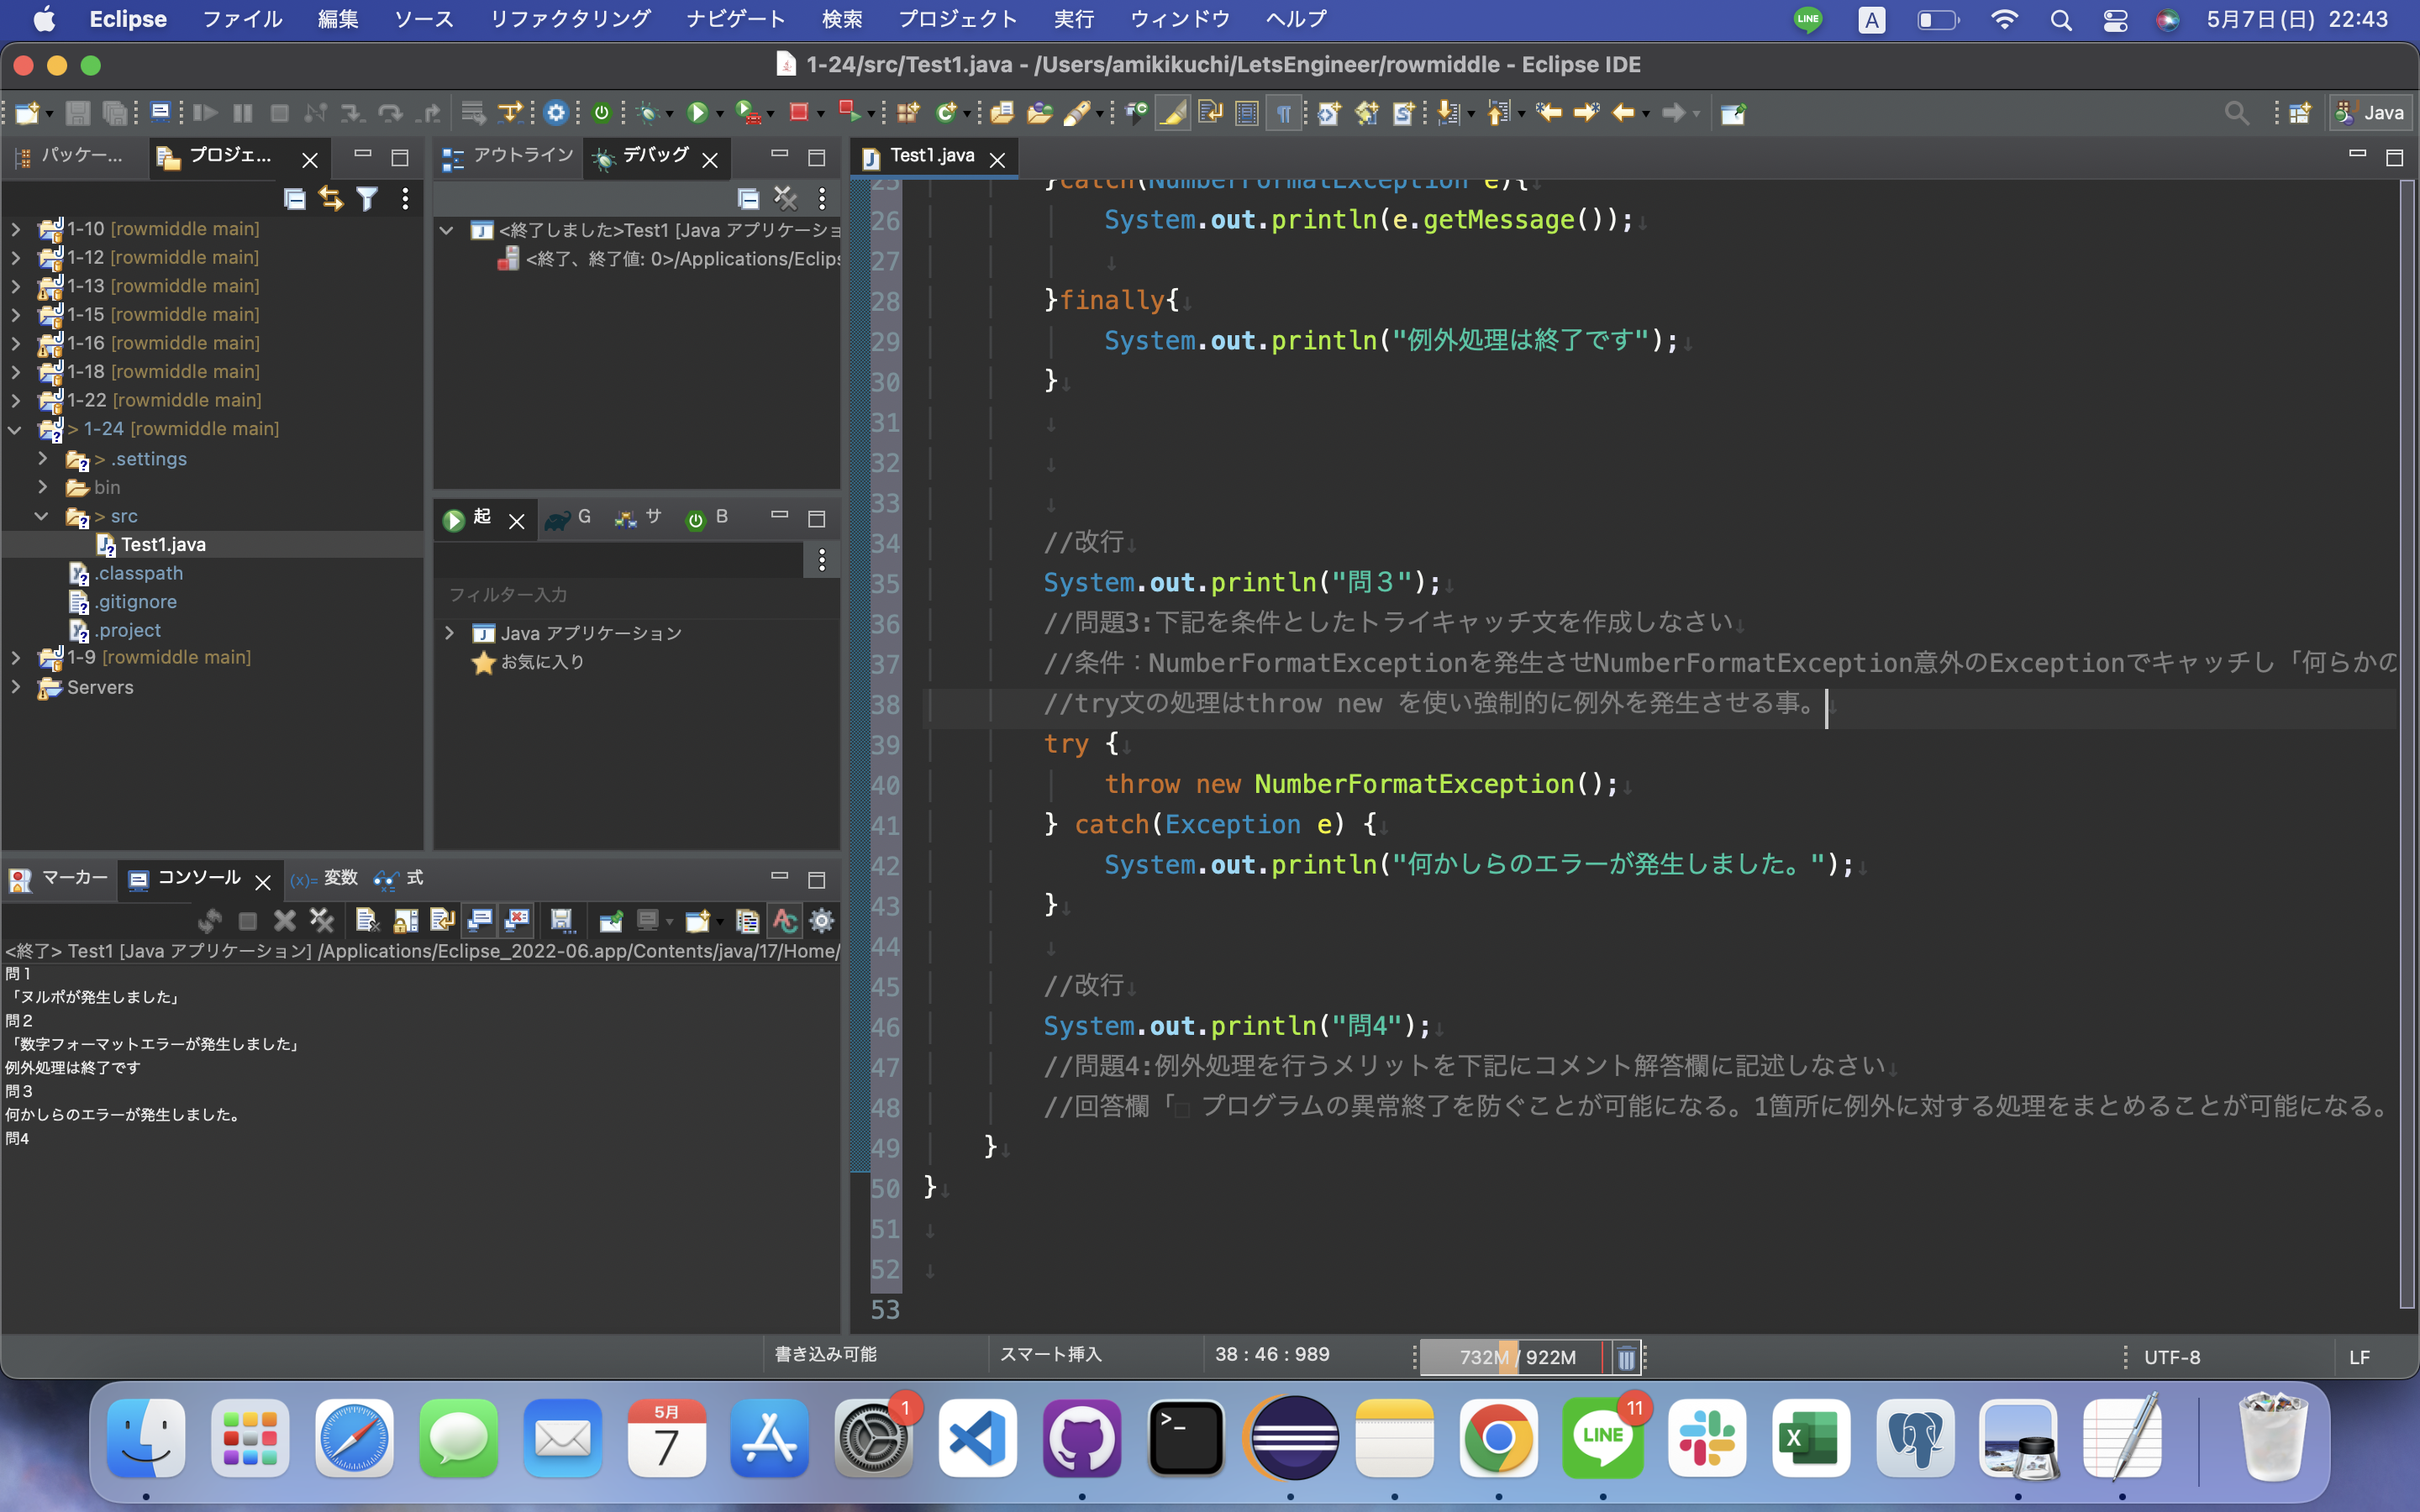 Eclipse ファイル 編集 ソース リファクタリング ナビゲート 検索 プロジェクト 実行 ウィンドウ ヘルプ LINE A 5月7日(日) 22:43
1-24/src/Test1.java - /Users/amikikuchi/LetsEngineer/rowmiddle - Eclipse IDE
Java
パッケー... プロジェ...
1-10 [rowmiddle main]
1-12 [rowmiddle main]
1-13 [rowmiddle main]
1-15 [rowmiddle main]
1-16 [rowmiddle main]
1-18 [rowmiddle main]
1-22 [rowmiddle main]
> 1-24 [rowmiddle main]
> .settings
bin
> src
Test1.java
.classpath
.gitignore
.project
1-9 [rowmiddle main]
Servers
アウトライン デバッグ
<終了しました>Test1 [Java アプリケーショ
<終了、終了値: 0>/Applications/Eclips
起 G サ B
フィルター入力
Java アプリケーション
お気に入り
マーカー コンソール (x)= 変数 式
<終了> Test1 [Java アプリケーション] /Applications/Eclipse_2022-06.app/Contents/java/17/Home/
問１
「ヌルポが発生しました」
問２
「数字フォーマットエラーが発生しました」
例外処理は終了です
問３
何かしらのエラーが発生しました。
問4
Test1.java
25 }catch(NumberFormatException e){↓
26 System.out.println(e.getMessage());↓
27 ↓
28 }finally{↓
29 System.out.println("例外処理は終了です");↓
30 }↓
31 ↓
32 ↓
33 ↓
34 //改行↓
35 System.out.println("問３");↓
36 //問題3:下記を条件としたトライキャッチ文を作成しなさい↓
37 //条件：NumberFormatExceptionを発生させNumberFormatException意外のExceptionでキャッチし「何らかの
38 //try文の処理はthrow new を使い強制的に例外を発生させる事。↓
39 try {↓
40 throw new NumberFormatException();↓
41 } catch(Exception e) {↓
42 System.out.println("何かしらのエラーが発生しました。");↓
43 }↓
44 ↓
45 //改行↓
46 System.out.println("問4");↓
47 //問題4:例外処理を行うメリットを下記にコメント解答欄に記述しなさい↓
48 //回答欄「□ プログラムの異常終了を防ぐことが可能になる。1箇所に例外に対する処理をまとめることが可能になる。
49 }↓
50 }↓
51 ↓
52 ↓
53
書き込み可能 スマート挿入 38 : 46 : 989 732M / 922M UTF-8 LF
5月
7
1
>_
LINE
11
X